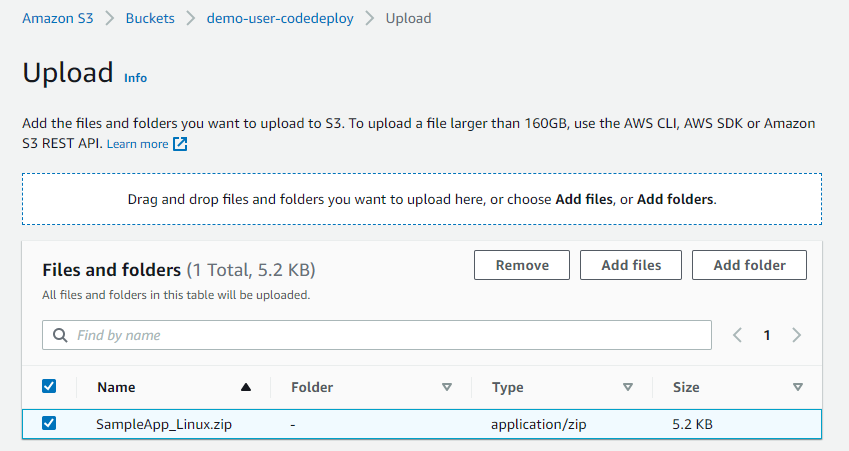 Amazon S3 > Buckets > demo-user-codedeploy > Upload
Upload Info
Add the files and folders you want to upload to S3. To upload a file larger than 160GB, use the AWS CLI, AWS SDK or Amazon
S3 REST API. Learn more
Drag and drop files and folders you want to upload here, or choose Add files, or Add folders.
Files and folders (1 Total, 5.2 KB) Remove Add files Add folder
All files and folders in this table will be uploaded.
Find by name 1
Name Folder Type Size
SampleApp_Linux.zip - application/zip 5.2 KB